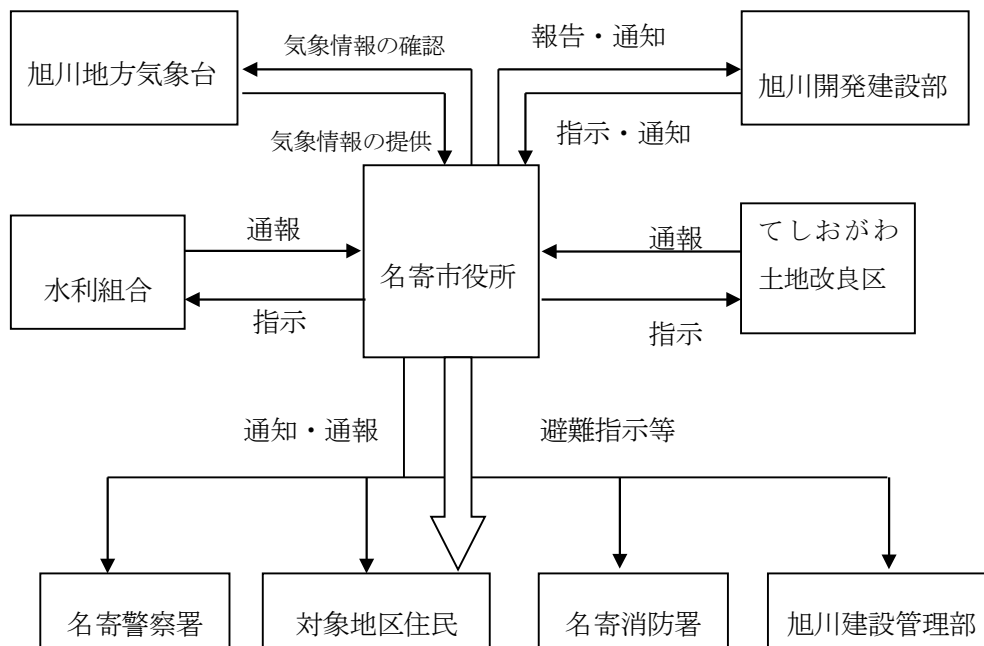 気象情報の確認
報告・通知
旭川地方気象台
旭川開発建設部
気象情報の提供
指示・通知
通報
通報
てしおがわ
土地改良区
水利組合
名寄市役所
指示
指示
通知・通報
避難指示等
名寄警察署
対象地区住民
名寄消防署
旭川建設管理部